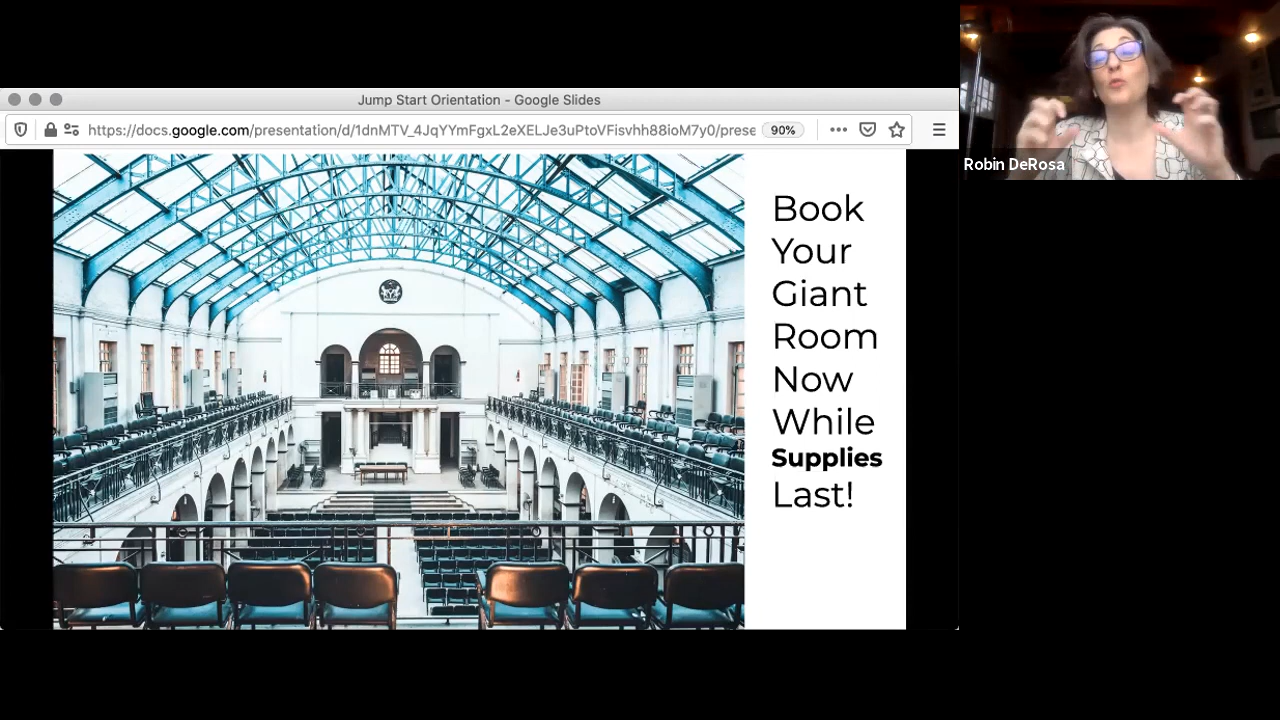 Jump Start Orientation - Google Slides
https://docs.google.com/presentation/d/1dnMTV_4JqYYmFgxL2eXELJe3uPtoVFisvhh88ioM7y0/prese
90%
Robin DeRosa
Book
Your
Giant
Room
Now
While
Supplies
Last!